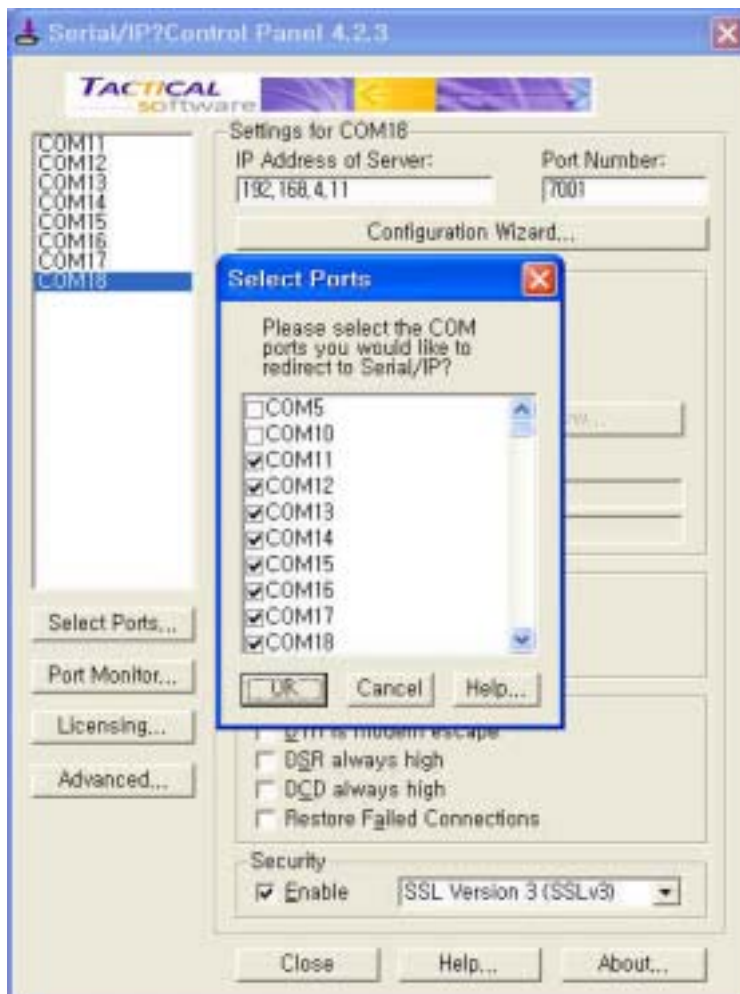 Serial/IP?Control Panel 4.2.3
TACTICAL
software
COM11
COM12
COM13
COM14
COM15
COM16
COM17
COM18
Settings for COM18
IP Address of Server:
Port Number:
192.168.4.11
7001
Configuration Wizard...
Select Ports
Please select the COM
ports you would like to
redirect to Serial/IP?
COM5
COM10
COM11
COM12
COM13
COM14
COM15
COM16
COM17
COM18
OK
Cancel
Help...
Select Ports...
Port Monitor...
Licensing...
Advanced...
DTR is modem escape
DSR always high
DCD always high
Restore Failed Connections
Security
Enable
SSL Version 3 (SSLv3)
Close
Help...
About...